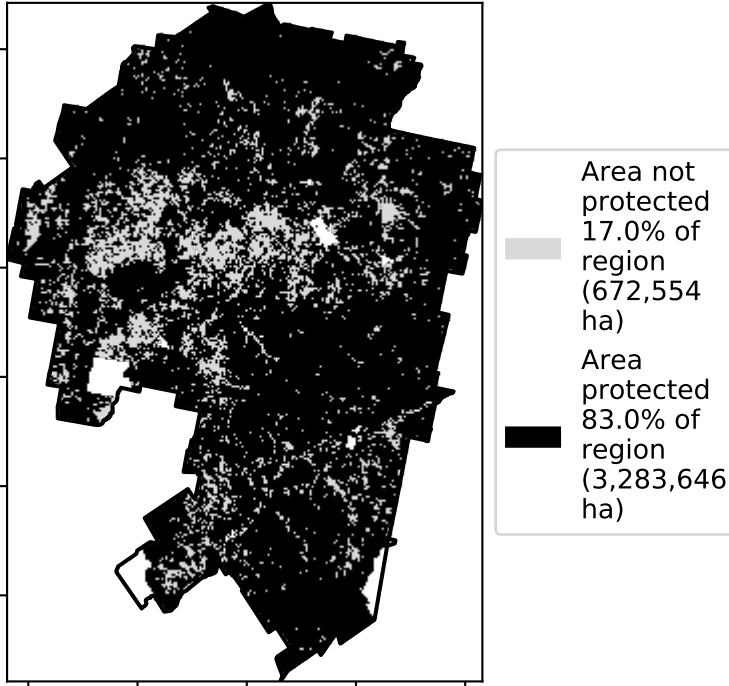 Area not
protected
17.0% of
region
(672,554
ha)
Area
protected
83.0% of
region
(3,283,646
ha)